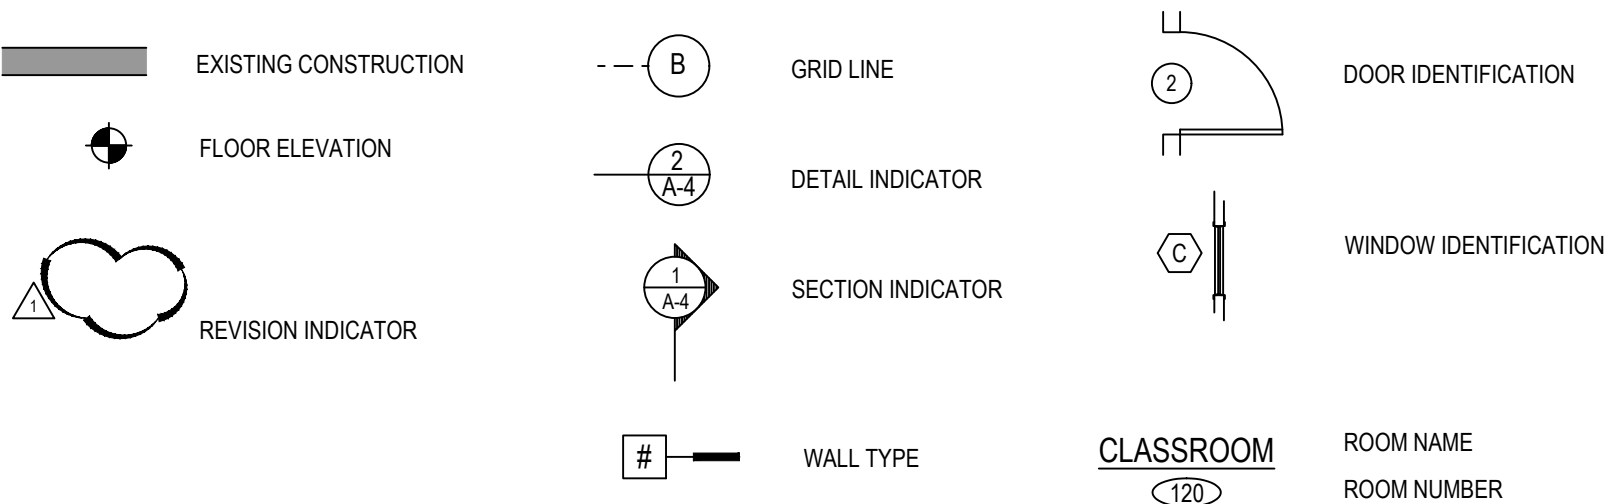 EXISTING CONSTRUCTION
FLOOR ELEVATION
1
REVISION INDICATOR
B
GRID LINE
2
A-4
DETAIL INDICATOR
1
A-4
SECTION INDICATOR
#
WALL TYPE
2
DOOR IDENTIFICATION
C
WINDOW IDENTIFICATION
CLASSROOM
ROOM NAME
120
ROOM NUMBER